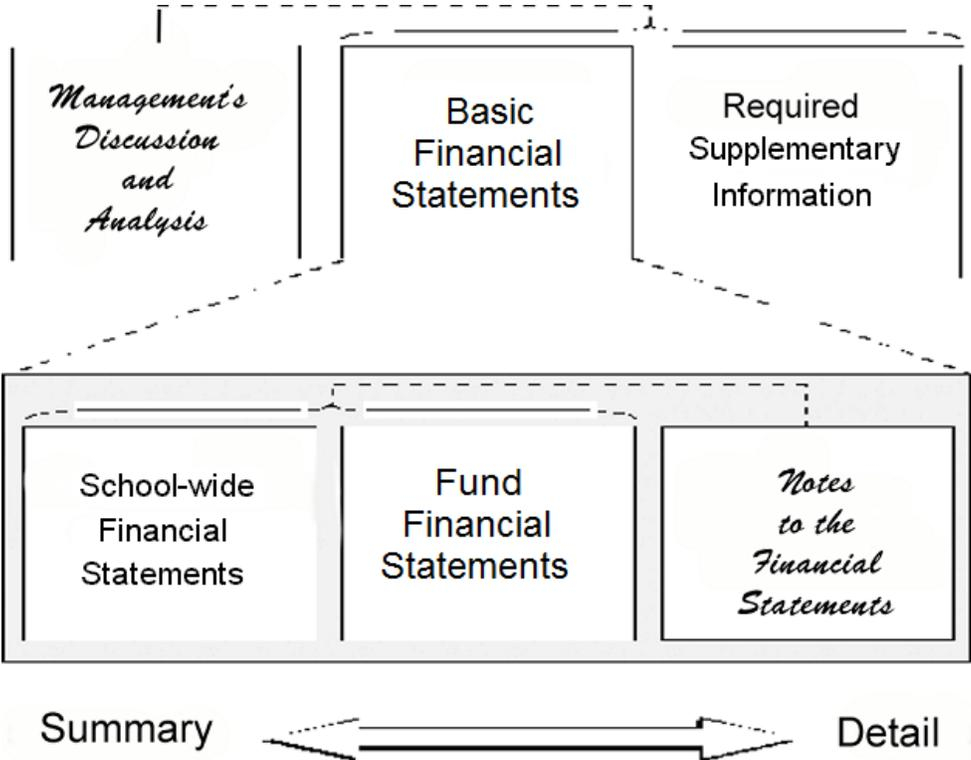 Management's
Discussion
and
Analysis
Basic
Financial
Statements
Required
Supplementary
Information
School-wide
Financial
Statements
Fund
Financial
Statements
Notes
to the
Financial
Statements
Summary
Detail